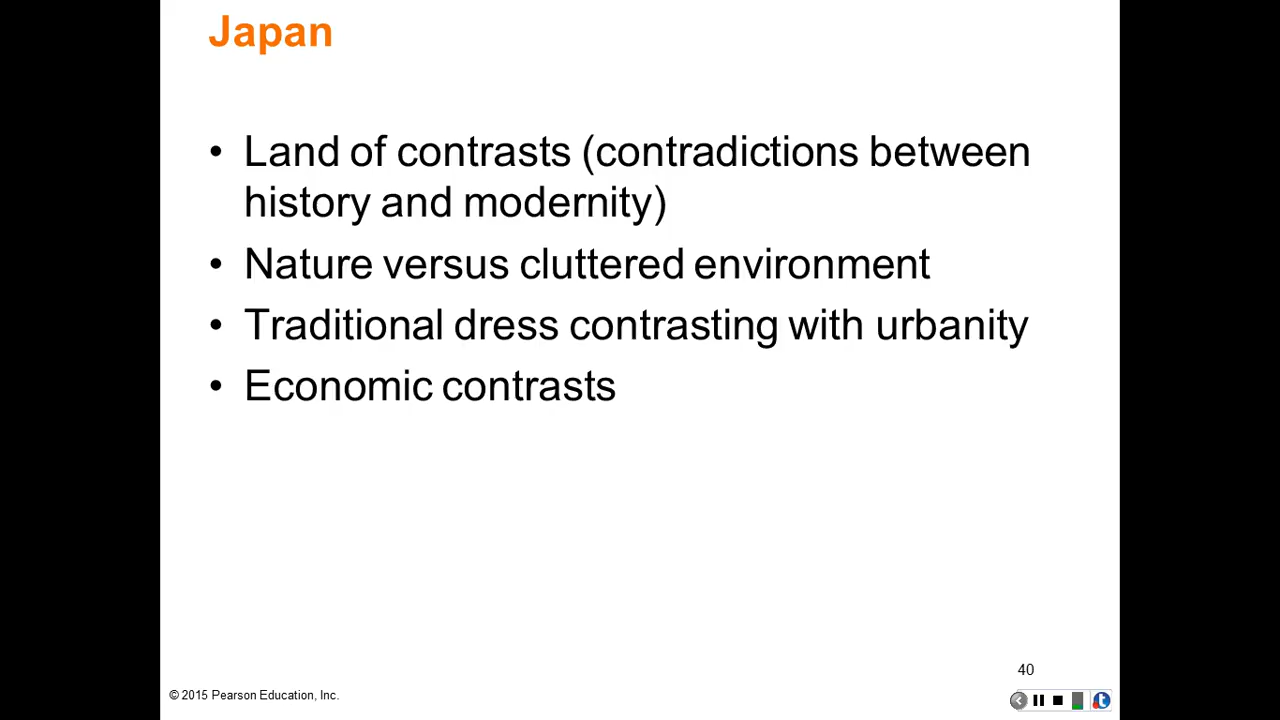 Japan
• Land of contrasts (contradictions between
history and modernity)
• Nature versus cluttered environment
• Traditional dress contrasting with urbanity
• Economic contrasts
40
© 2015 Pearson Education, Inc.
t